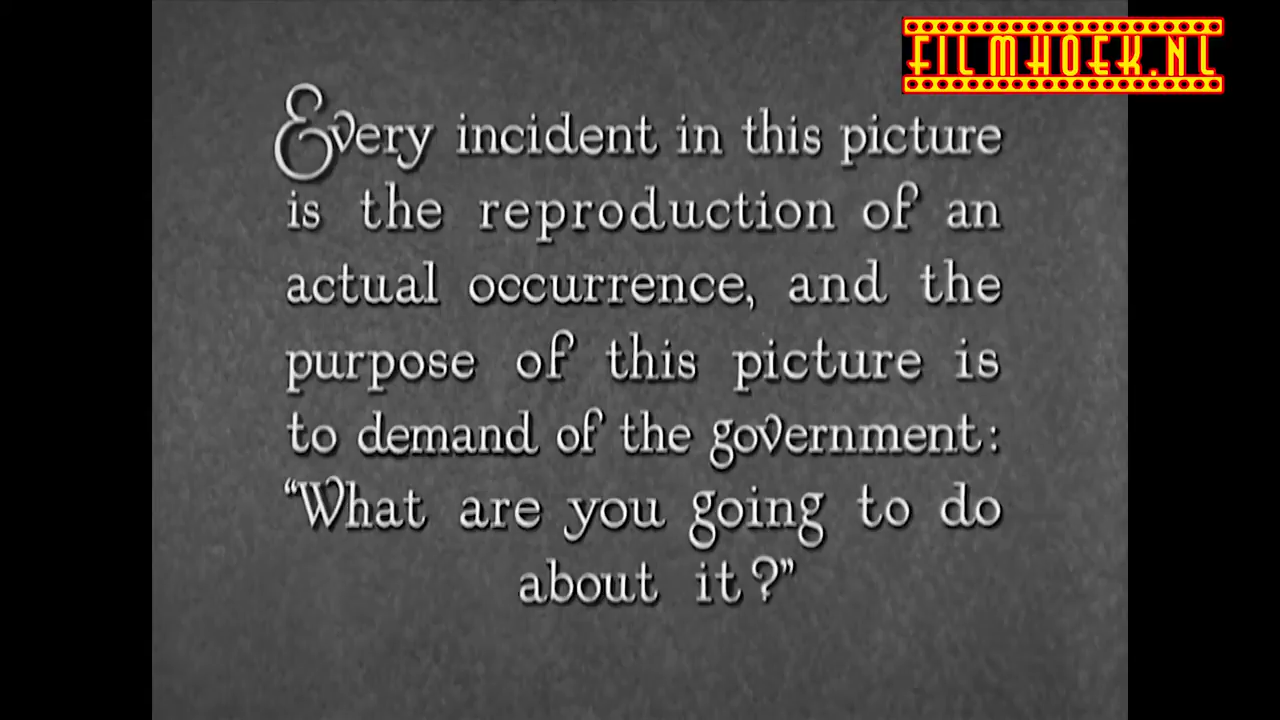 FILMHOEK.NL
Every incident in this picture
is the reproduction of an
actual occurrence, and the
purpose of this picture is
to demand of the government:
“What are you going to do
about it?”